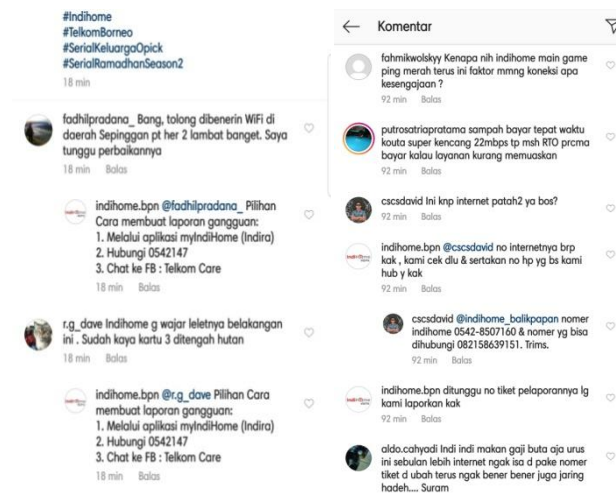 #Indihome
#TelkomBorneo
#SerialKeluargaOpick
#SerialRamadhanSeason2
18 min
fadhilpradana_ Bang, tolong dibenerin WiFi di
daerah Sepinggan pt her 2 lambat banget. Saya
tunggu perbaikannya
18 min Balas
indihome.bpn @fadhilpradana_ Pilihan
Cara membuat laporan gangguan:
1. Melalui aplikasi myIndiHome (Indira)
2. Hubungi 0542147
3. Chat ke FB : Telkom Care
18 min Balas
r.g_dave Indihome g wajar leletnya belakangan
ini . Sudah kaya kartu 3 ditengah hutan
18 min Balas
indihome.bpn @r.g_dave Pilihan Cara
membuat laporan gangguan:
1. Melalui aplikasi myIndiHome (Indira)
2. Hubungi 0542147
3. Chat ke FB : Telkom Care
18 min Balas
Komentar
fahmikwolskyy Kenapa nih indihome main game
ping merah terus ini faktor mmng koneksi apa
kesengajaan ?
92 min Balas
putrosatriapratama sampah bayar tepat waktu
kouta super kencang 22mbps tp msh RTO prcma
bayar kalau layanan kurang memuaskan
92 min Balas
cscsdavid Ini knp internet patah2 ya bos?
92 min Balas
indihome.bpn @cscsdavid no internetnya brp
kak , kami cek dlu & sertakan no hp yg bs kami
hub y kak
92 min Balas
cscsdavid @indihome_balikpapan nomer
indihome 0542-8507160 & nomer yg bisa
dihubungi 082158639151. Trims.
92 min Balas
indihome.bpn ditunggu no tiket pelaporannya lg
kami laporkan kak
92 min Balas
aldo.cahyadi Indi indi makan gaji buta aja urus
ini sebulan lebih internet ngak isa d pake nomer
tiket d ubah terus ngak bener bener juga jaring
hadeh.... Suram